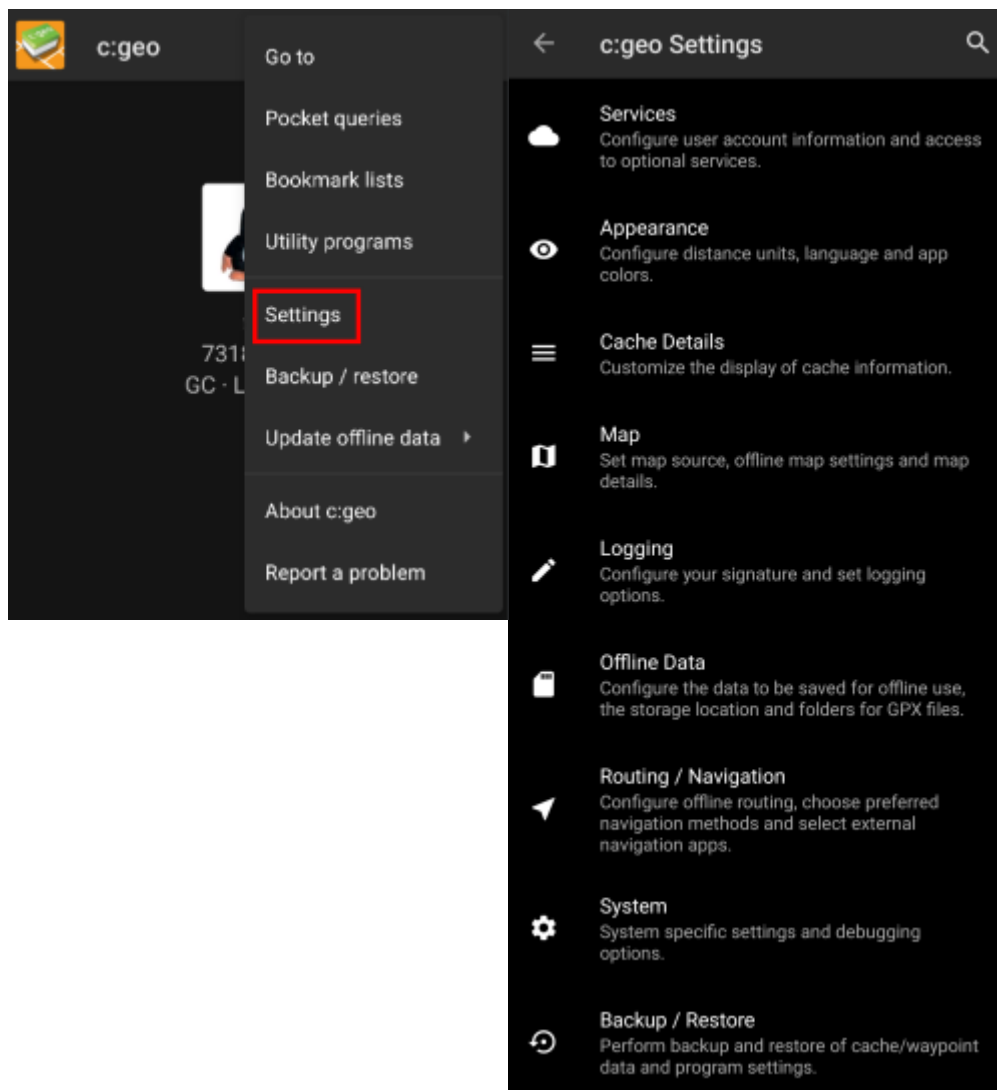 c:geo
Go to
Pocket queries
Bookmark lists
Utility programs
Settings
7318
GC · L
Backup / restore
Update offline data
About c:geo
Report a problem
c:geo Settings
Services
Configure user account information and access
to optional services.
Appearance
Configure distance units, language and app
colors.
Cache Details
Customize the display of cache information.
Map
Set map source, offline map settings and map
details.
Logging
Configure your signature and set logging
options.
Offline Data
Configure the data to be saved for offline use,
the storage location and folders for GPX files.
Routing / Navigation
Configure offline routing, choose preferred
navigation methods and select external
navigation apps.
System
System specific settings and debugging
options.
Backup / Restore
Perform backup and restore of cache/waypoint
data and program settings.